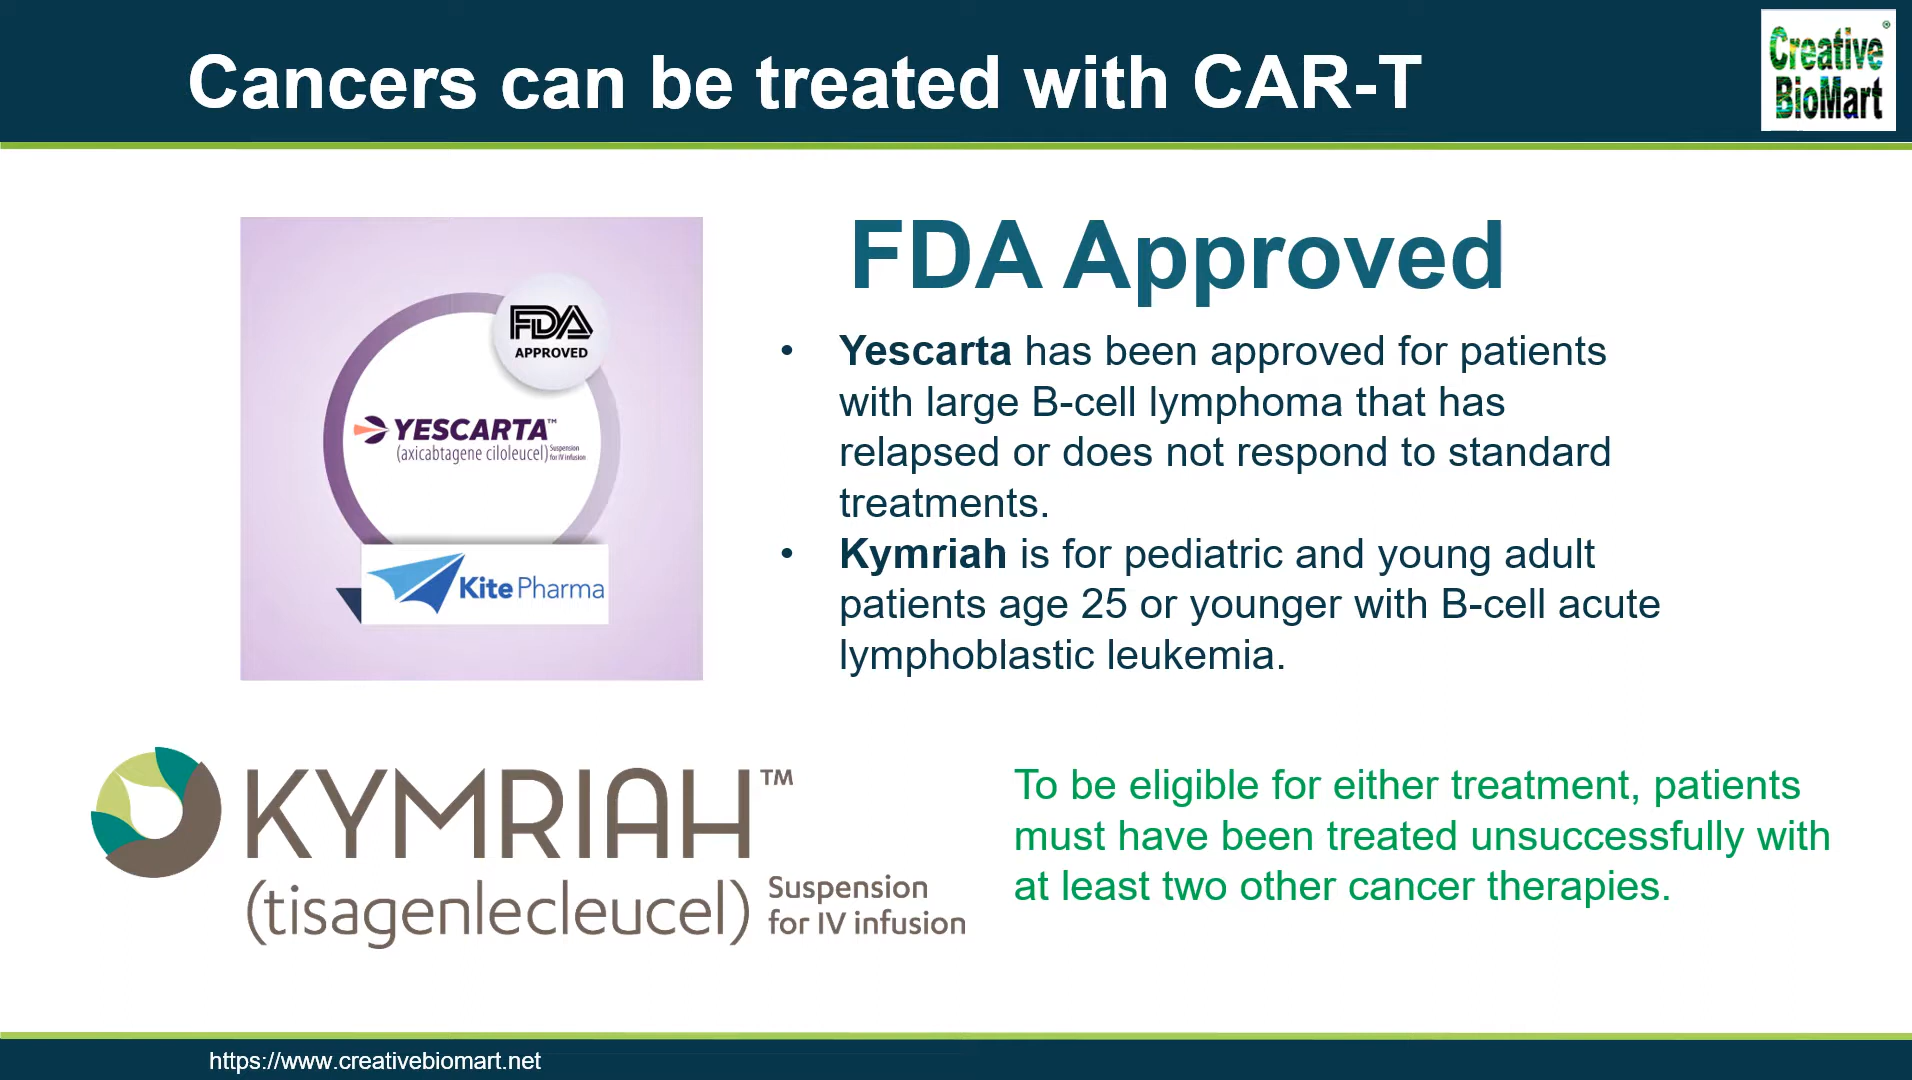 Cancers can be treated with CAR-T
Creative®
BioMart
FDA Approved
FDA
APPROVED
YESCARTA™
(axicabtagene ciloleucel) Suspension
for IV infusion
Kite Pharma
• Yescarta has been approved for patients
with large B-cell lymphoma that has
relapsed or does not respond to standard
treatments.
• Kymriah is for pediatric and young adult
patients age 25 or younger with B-cell acute
lymphoblastic leukemia.
KYMRIAH™
(tisagenlecleucel) Suspension
for IV infusion
To be eligible for either treatment, patients
must have been treated unsuccessfully with
at least two other cancer therapies.
https://www.creativebiomart.net